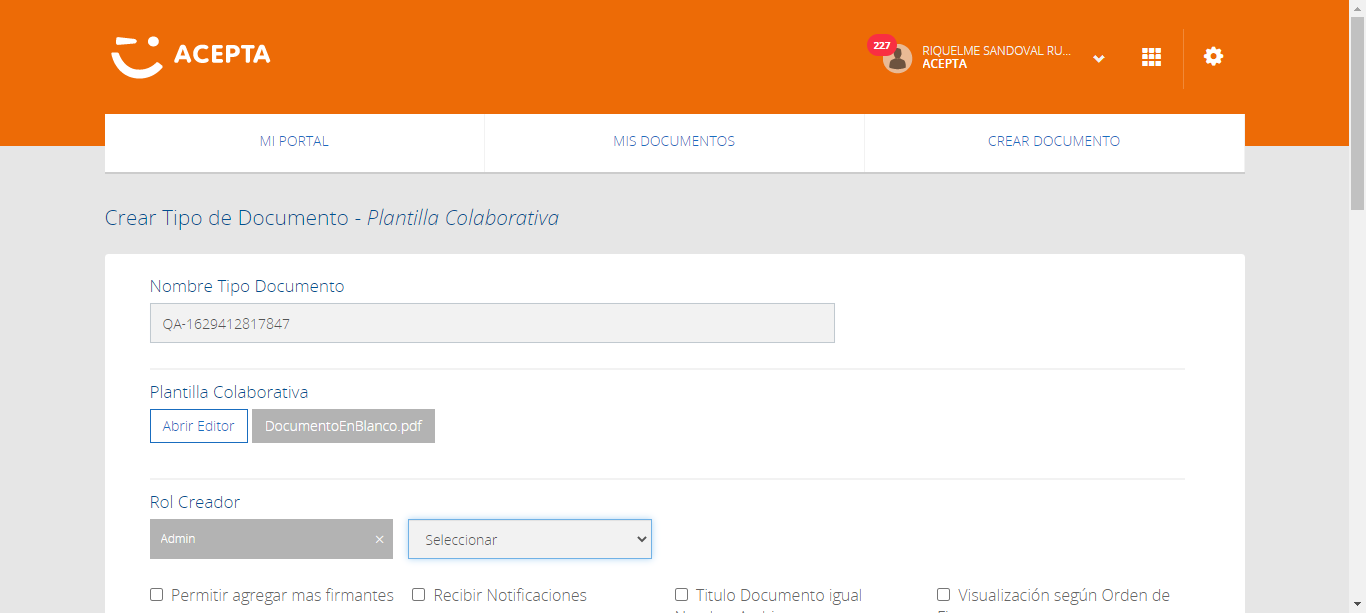 ACEPTA
227
RIQUELME SANDOVAL RU...
ACEPTA
MI PORTAL
MIS DOCUMENTOS
CREAR DOCUMENTO
Crear Tipo de Documento - Plantilla Colaborativa
Nombre Tipo Documento
QA-1629412817847
Plantilla Colaborativa
Abrir Editor
DocumentoEnBlanco.pdf
Rol Creador
Admin ×
Seleccionar
Permitir agregar mas firmantes
Recibir Notificaciones
Titulo Documento igual
Visualización según Orden de